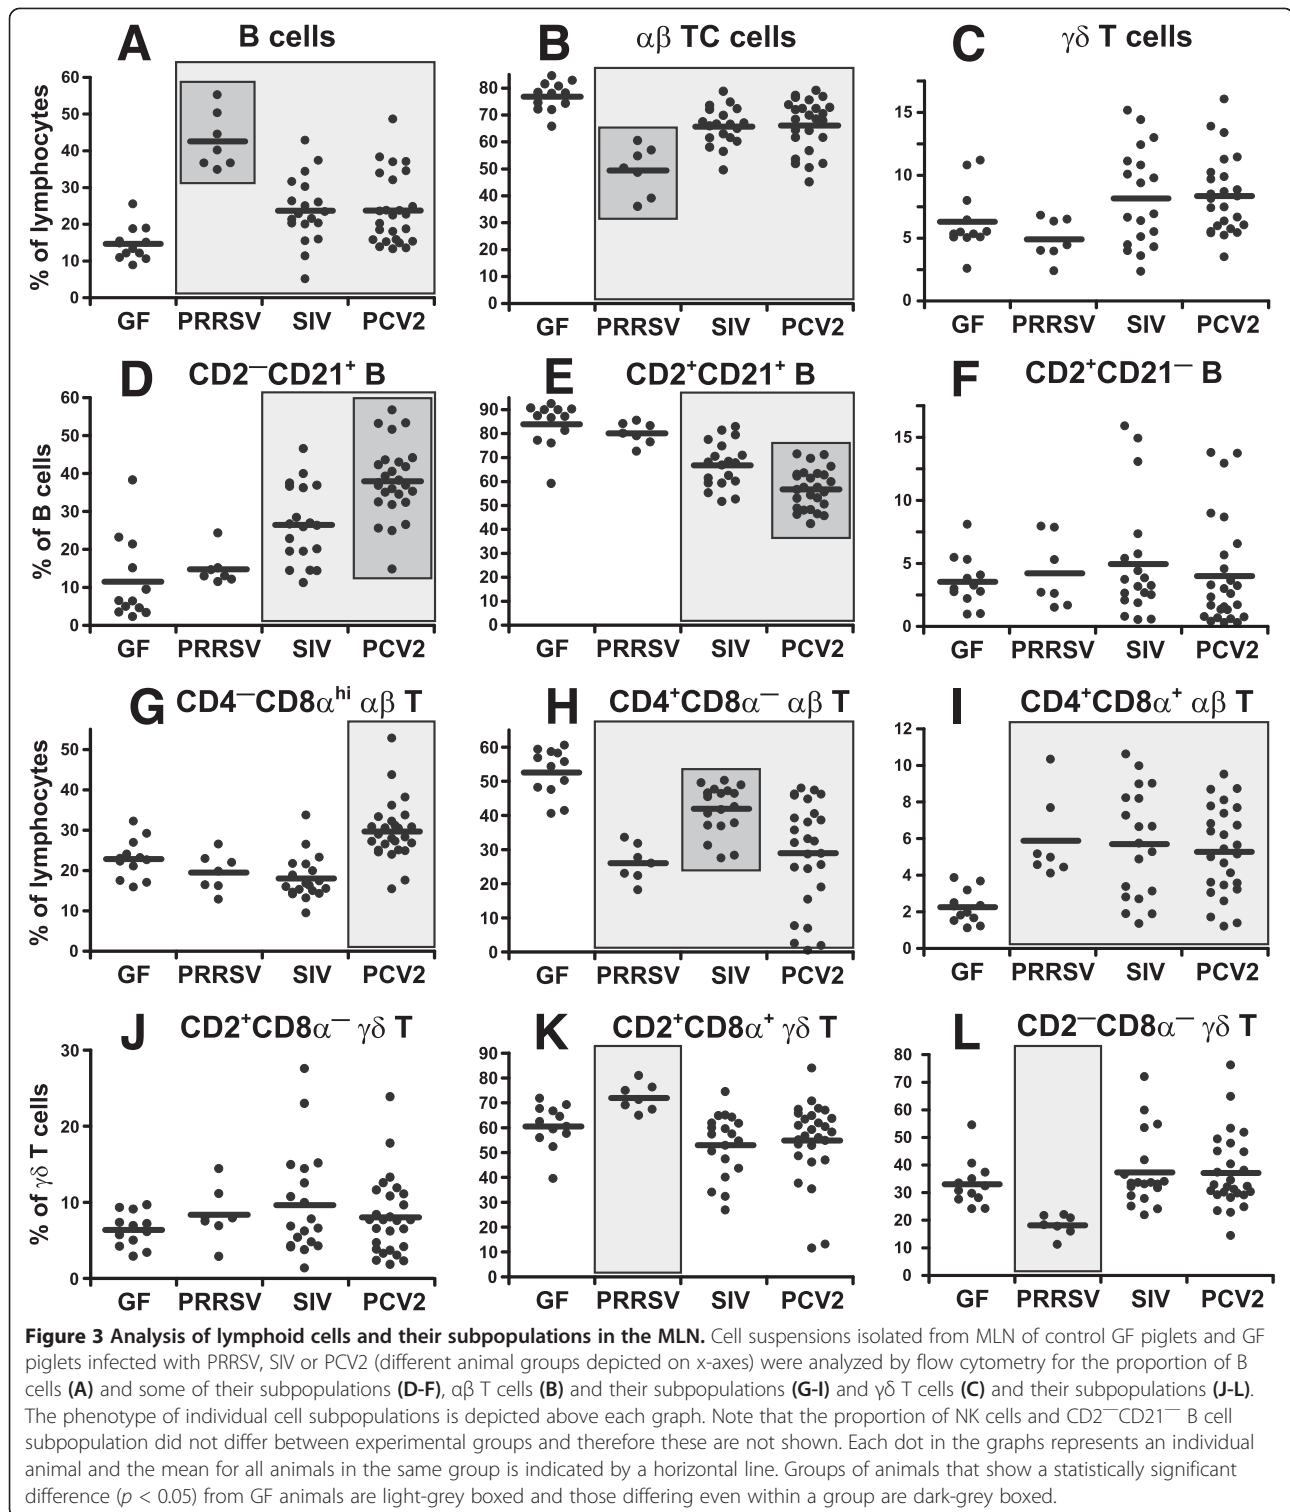 A B cells
B αβ TC cells
C γδ T cells
% of lymphocytes
60
50
40
30
20
10
0
GF PRRSV SIV PCV2
80
70
60
50
40
30
20
10
0
GF PRRSV SIV PCV2
15
10
5
0
GF PRRSV SIV PCV2
D CD2—CD21+ B
E CD2+CD21+ B
F CD2+CD21— B
% of B cells
60
50
40
30
20
10
0
GF PRRSV SIV PCV2
90
80
70
60
50
40
30
20
10
0
GF PRRSV SIV PCV2
15
10
5
0
GF PRRSV SIV PCV2
G CD4—CD8αhi αβ T
H CD4+CD8α— αβ T
I CD4+CD8α+ αβ T
% of lymphocytes
50
40
30
20
10
0
GF PRRSV SIV PCV2
60
50
40
30
20
10
0
GF PRRSV SIV PCV2
12
10
8
6
4
2
0
GF PRRSV SIV PCV2
J CD2+CD8α— γδ T
K CD2+CD8α+ γδ T
L CD2—CD8α— γδ T
% of γδ T cells
30
20
10
0
GF PRRSV SIV PCV2
90
80
70
60
50
40
30
20
10
0
GF PRRSV SIV PCV2
80
70
60
50
40
30
20
10
0
GF PRRSV SIV PCV2
Figure 3 Analysis of lymphoid cells and their subpopulations in the MLN. Cell suspensions isolated from MLN of control GF piglets and GF
piglets infected with PRRSV, SIV or PCV2 (different animal groups depicted on x-axes) were analyzed by flow cytometry for the proportion of B
cells (A) and some of their subpopulations (D-F), αβ T cells (B) and their subpopulations (G-I) and γδ T cells (C) and their subpopulations (J-L).
The phenotype of individual cell subpopulations is depicted above each graph. Note that the proportion of NK cells and CD2—CD21— B cell
subpopulation did not differ between experimental groups and therefore these are not shown. Each dot in the graphs represents an individual
animal and the mean for all animals in the same group is indicated by a horizontal line. Groups of animals that show a statistically significant
difference (p < 0.05) from GF animals are light-grey boxed and those differing even within a group are dark-grey boxed.